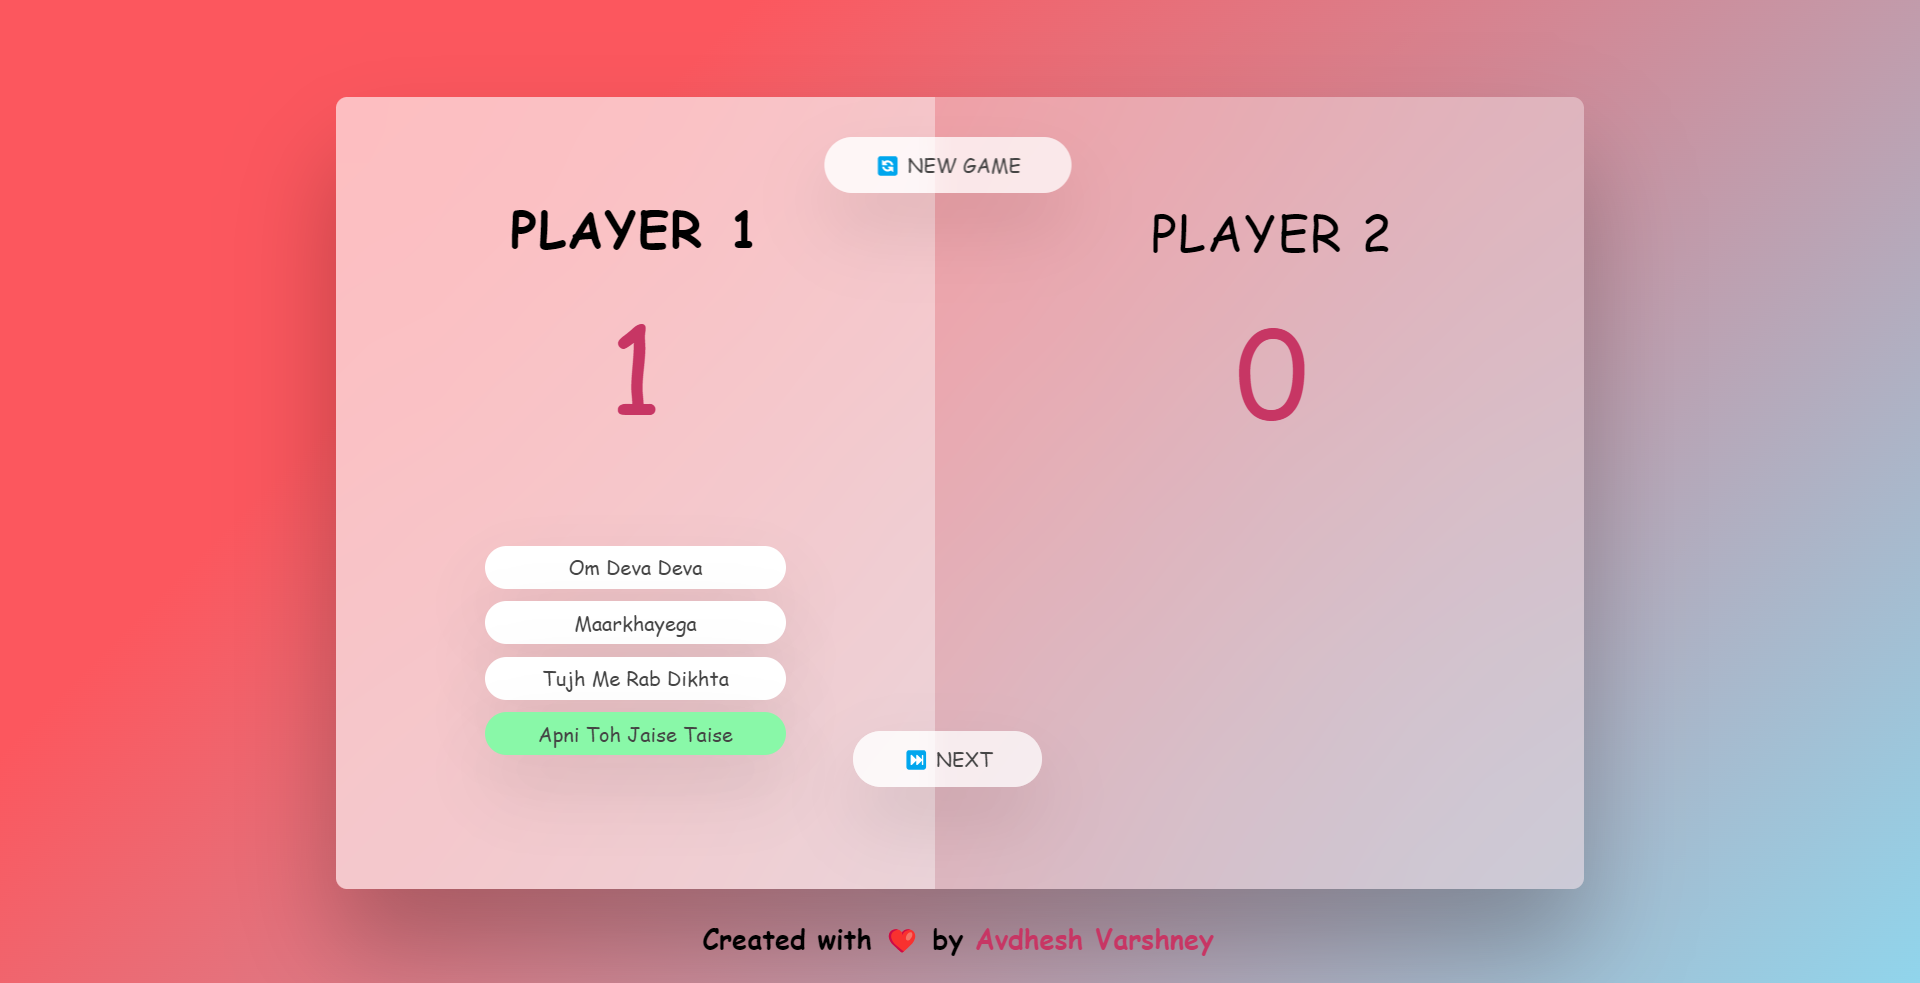 🔄 NEW GAME
PLAYER 1
PLAYER 2
1
0
Om Deva Deva
Maarkhayega
Tujh Me Rab Dikhta
Apni Toh Jaise Taise
⏭️ NEXT
Created with ❤️ by Avdhesh Varshney